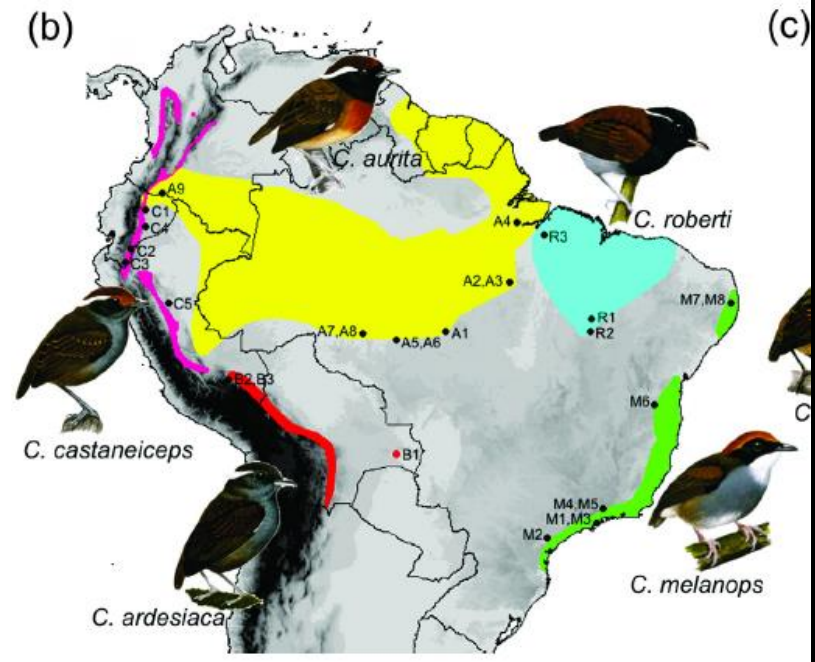 (b)
(c)
C. aurita
C. roberti
A9
C1
C4
C2
C3
C5
A4
R3
A2,A3
M7,M8
R1
R2
A7,A8
A1
A5,A6
B2,B3
M6
C. castaneiceps
B1
C
M4,M5
M1,M3
M2
C. melanops
C. ardesiaca